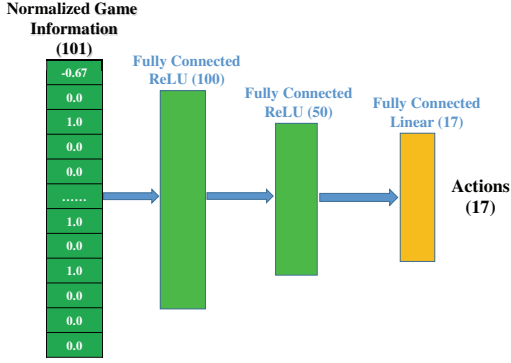 Normalized Game
Information
(101)
-0.67
0.0
1.0
0.0
0.0
......
1.0
0.0
1.0
0.0
0.0
0.0
Fully Connected
ReLU (100)
Fully Connected
ReLU (50)
Fully Connected
Linear (17)
Actions
(17)